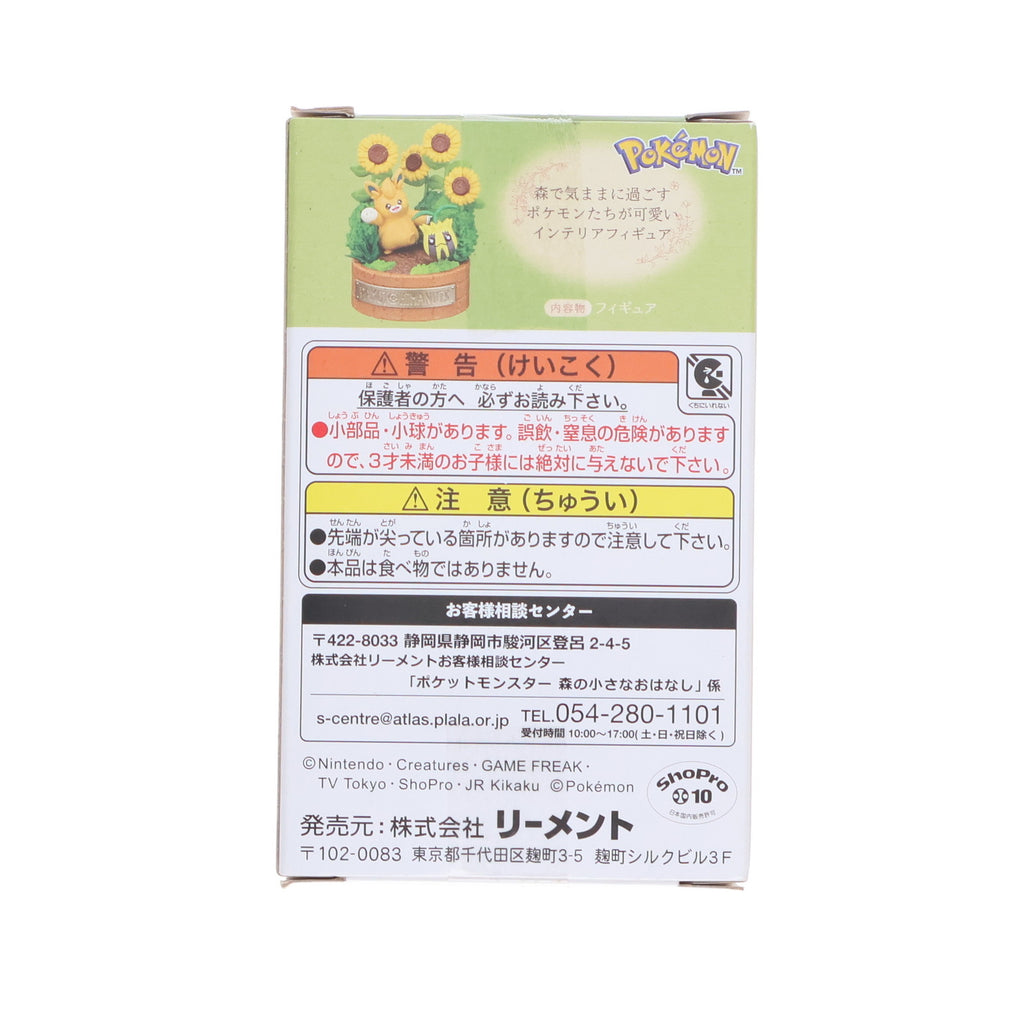 POKéMON TM
森で気ままに過ごす
ポケモンたちが可愛い
インテリアフィギュア
内容物 フィギュア
警 告 (けいこく)
くちにいれない
保護者の方へ 必ずお読み下さい。
●小部品・小球があります。誤飲・窒息の危険があります
ので、3才未満のお子様には絶対に与えないで下さい。
注 意 (ちゅうい)
●先端が尖っている箇所がありますので注意して下さい。
●本品は食べ物ではありません。
お客様相談センター
〒422-8033 静岡県静岡市駿河区登呂 2-4-5
株式会社リーメントお客様相談センター
「ポケットモンスター 森の小さなおはなし」係
s-centre@atlas.plala.or.jp TEL.054-280-1101
受付時間 10:00〜17:00(土・日・祝日除く)
©Nintendo・Creatures・GAME FREAK・
TV Tokyo・ShoPro・JR Kikaku ©Pokémon
ShoPro
10
日本国内販売許可
発売元:株式会社 リーメント
〒102-0083 東京都千代田区麹町3-5 麹町シルクビル3F